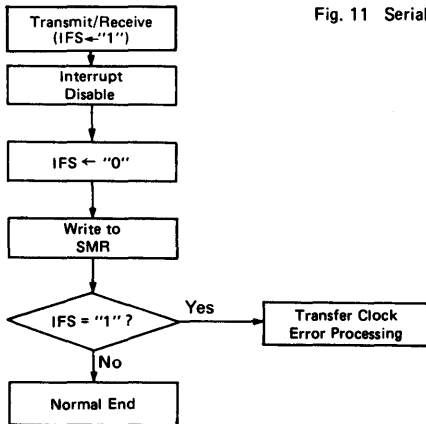 Fig. 11 Serial
Transmit/Receive
(IFS←"1")
Interrupt
Disable
IFS ← "0"
Write to
SMR
IFS = "1" ?
Yes
Transfer Clock
Error Processing
No
Normal End